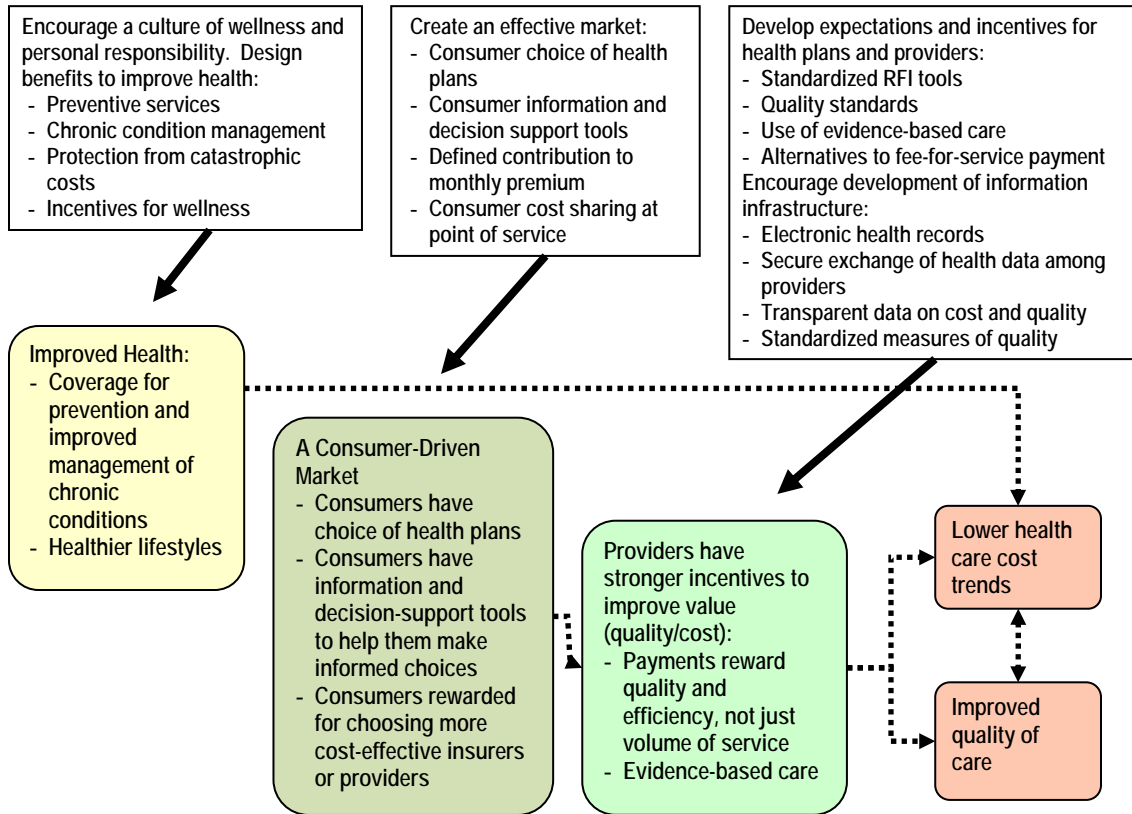 Encourage a culture of wellness and
personal responsibility.  Design
benefits to improve health:
- Preventive services
- Chronic condition management
- Protection from catastrophic
costs
- Incentives for wellness
Create an effective market:
- Consumer choice of health
plans
- Consumer information and
decision support tools
- Defined contribution to
monthly premium
- Consumer cost sharing at
point of service
Develop expectations and incentives for
health plans and providers:
- Standardized RFI tools
- Quality standards
- Use of evidence-based care
- Alternatives to fee-for-service payment
Encourage development of information
infrastructure:
- Electronic health records
- Secure exchange of health data among
providers
- Transparent data on cost and quality
- Standardized measures of quality
Improved Health:
- Coverage for
prevention and
improved
management of
chronic
conditions
- Healthier lifestyles
A Consumer-Driven
Market
- Consumers have
choice of health plans
- Consumers have
information and
decision-support tools
to help them make
informed choices
- Consumers rewarded
for choosing more
cost-effective insurers
or providers
Providers have
stronger incentives to
improve value
(quality/cost):
- Payments reward
quality and
efficiency, not just
volume of service
- Evidence-based care
Lower health
care cost
trends
Improved
quality of
care